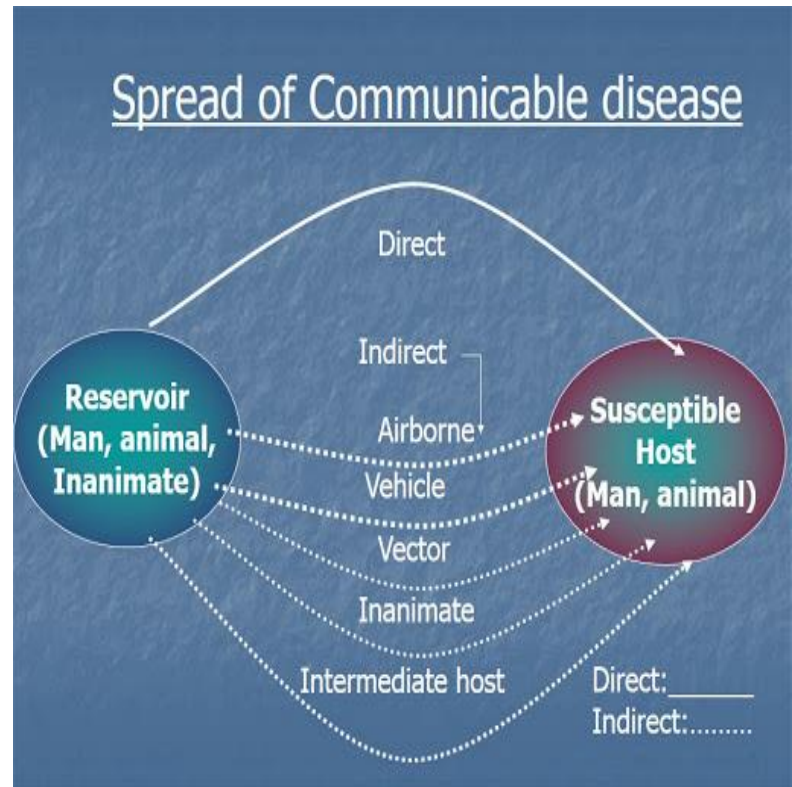 Spread of Communicable disease
Direct
Indirect
Reservoir
(Man, animal,
Inanimate)
Airborne
Vehicle
Vector
Inanimate
Intermediate host
Susceptible
Host
(Man, animal)
Direct:_______
Indirect:.........